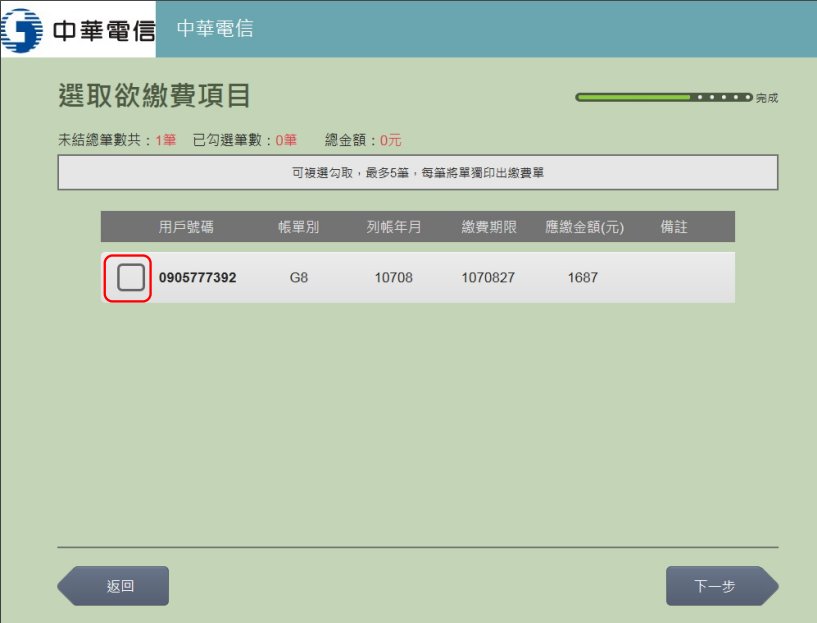 中華電信 中華電信
選取欲繳費項目
完成
未結總筆數共：1筆 已勾選筆數：0筆 總金額：0元
可複選勾取，最多5筆，每筆將單獨印出繳費單
用戶號碼 帳單別 列帳年月 繳費期限 應繳金額(元) 備註
0905777392 G8 10708 1070827 1687
返回 下一步